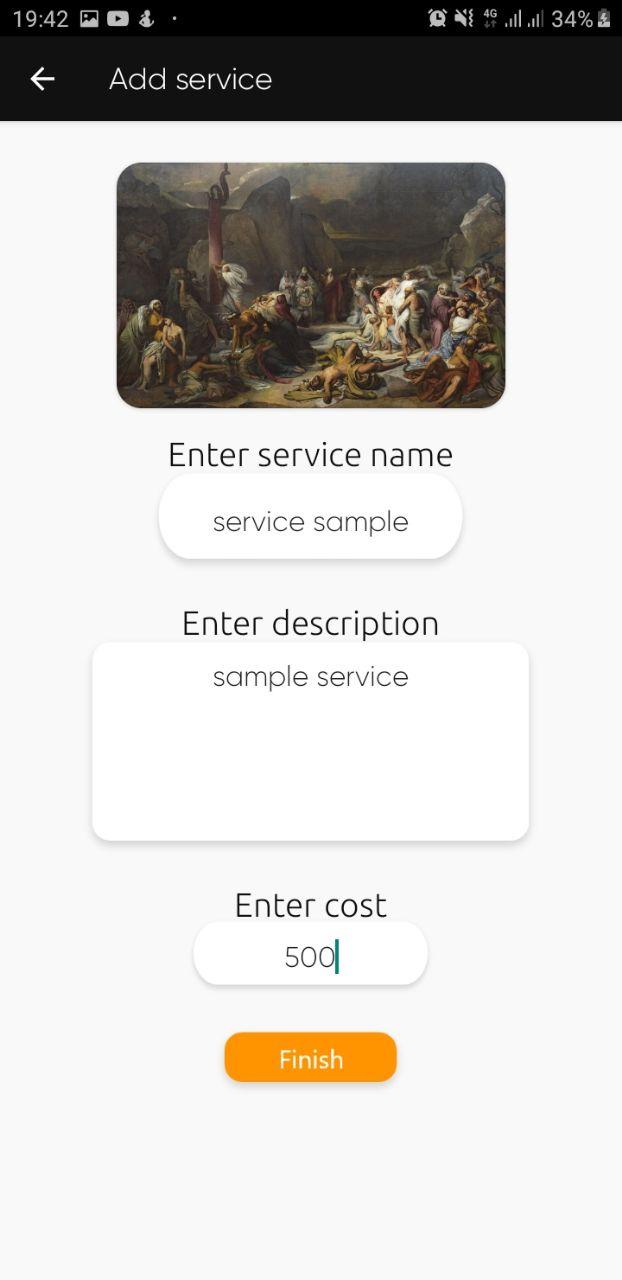 19:42 4G 34%
Add service
Enter service name
service sample
Enter description
sample service
Enter cost
500
Finish